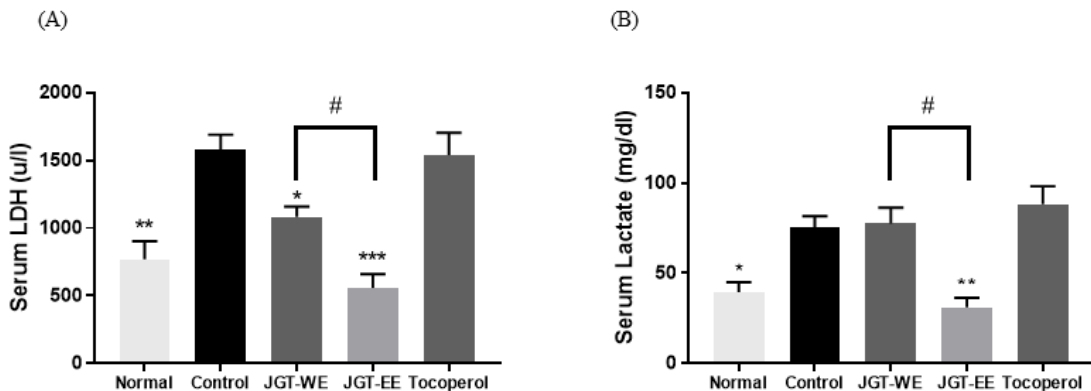 (A)
Serum LDH (u/l)
2000
1500
1000
500
0
#
**
*
***
Normal Control JGT-WE JGT-EE Tocoperol
(B)
Serum Lactate (mg/dl)
150
100
50
0
#
*
**
Normal Control JGT-WE JGT-EE Tocoperol